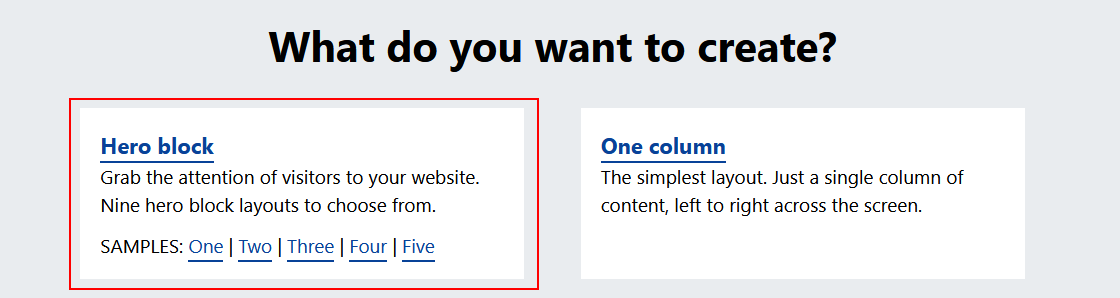 What do you want to create?
Hero block
Grab the attention of visitors to your website.
Nine hero block layouts to choose from.
SAMPLES: One | Two | Three | Four | Five
One column
The simplest layout. Just a single column of
content, left to right across the screen.